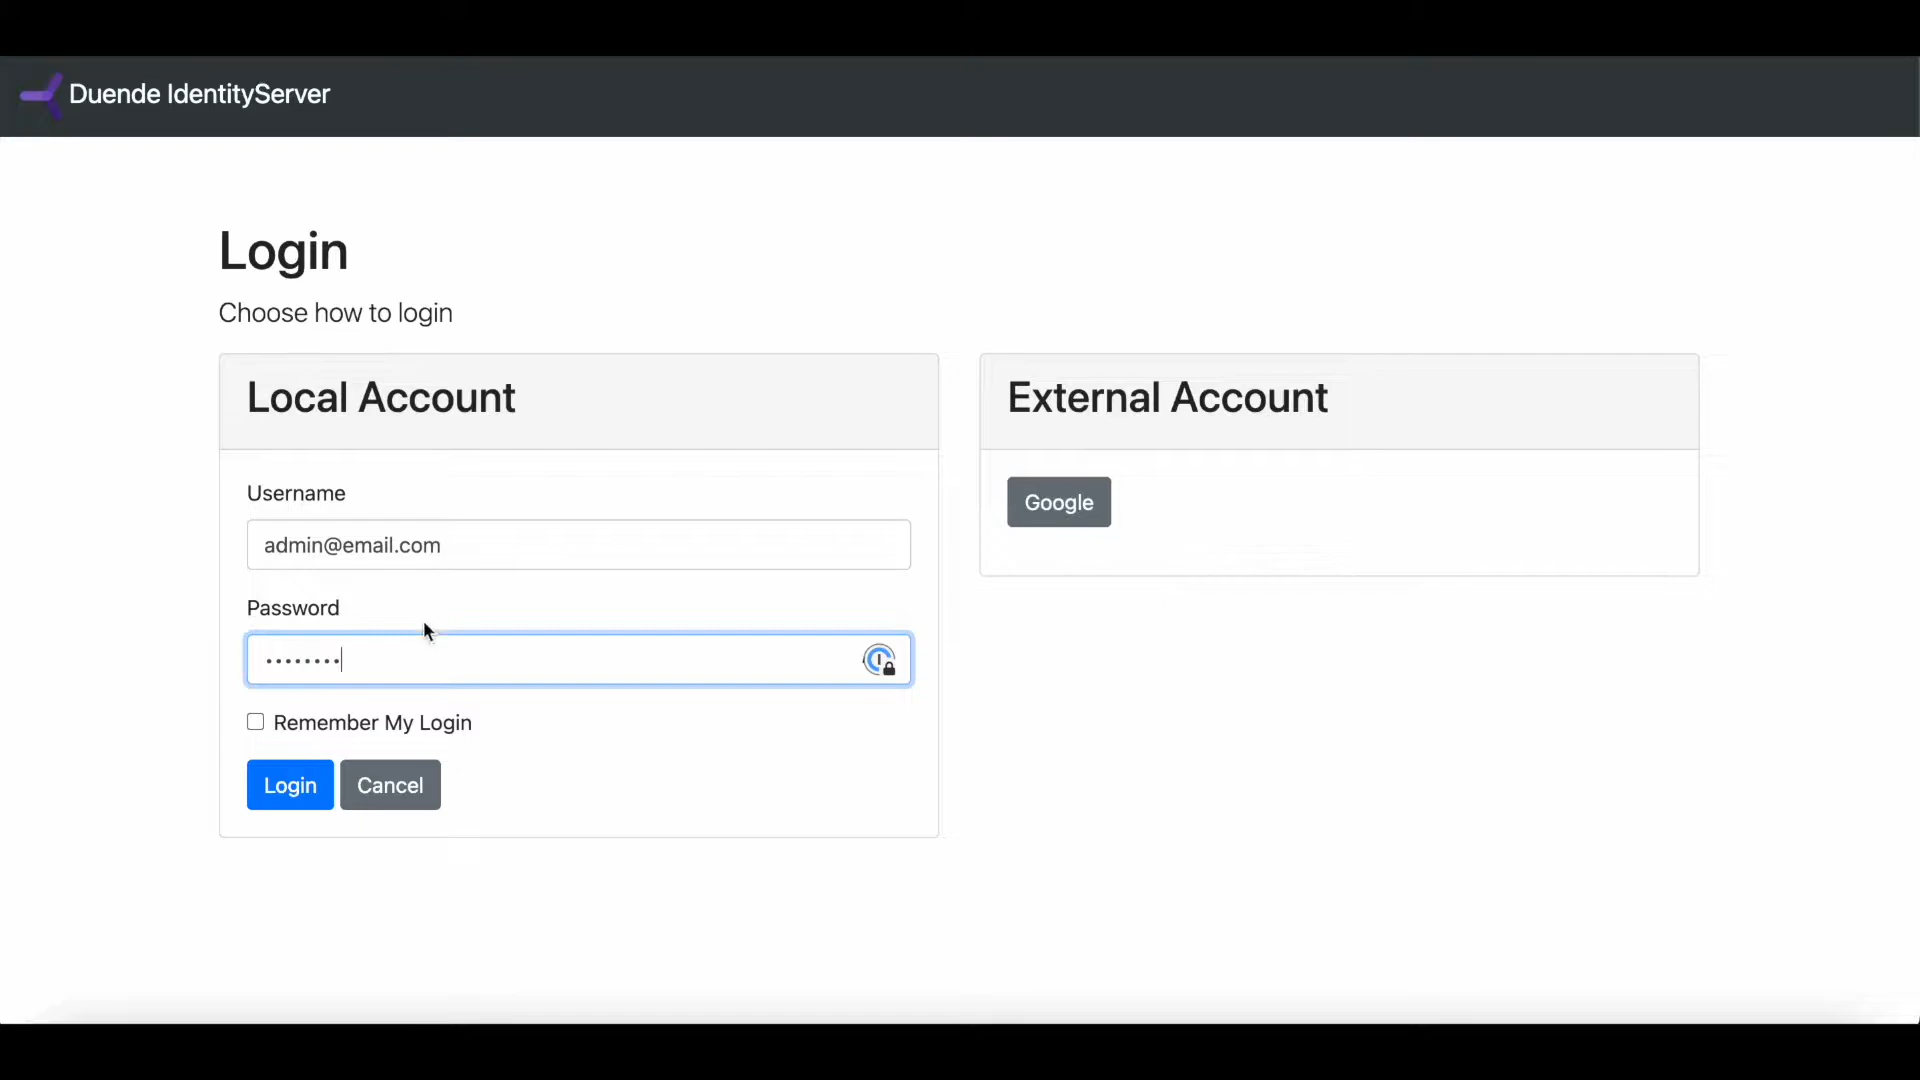 Duende IdentityServer
Login
Choose how to login
Local Account
Username
admin@email.com
Password
••••••••
Remember My Login
Login Cancel
External Account
Google